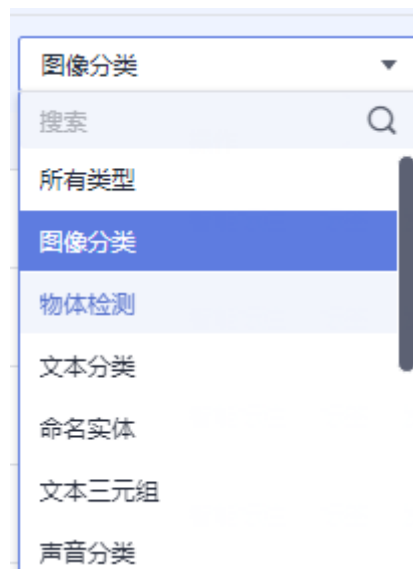 图像分类
搜索
所有类型
图像分类
物体检测
文本分类
命名实体
文本三元组
声音分类